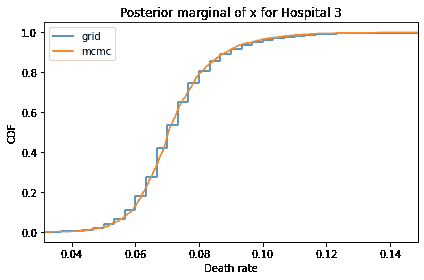 Posterior marginal of x for Hospital 3
grid
mcmc
CDF
1.0
0.8
0.6
0.4
0.2
0.0
0.04 0.06 0.08 0.10 0.12 0.14
Death rate